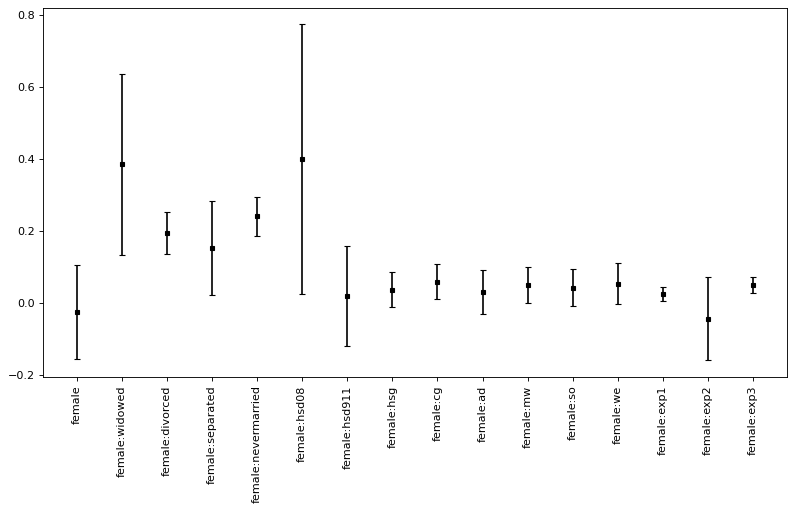 0.8
0.6
0.4
0.2
0.0
−0.2
female
female:widowed
female:divorced
female:separated
female:nevermarried
female:hsd08
female:hsd911
female:hsg
female:cg
female:ad
female:mw
female:so
female:we
female:exp1
female:exp2
female:exp3